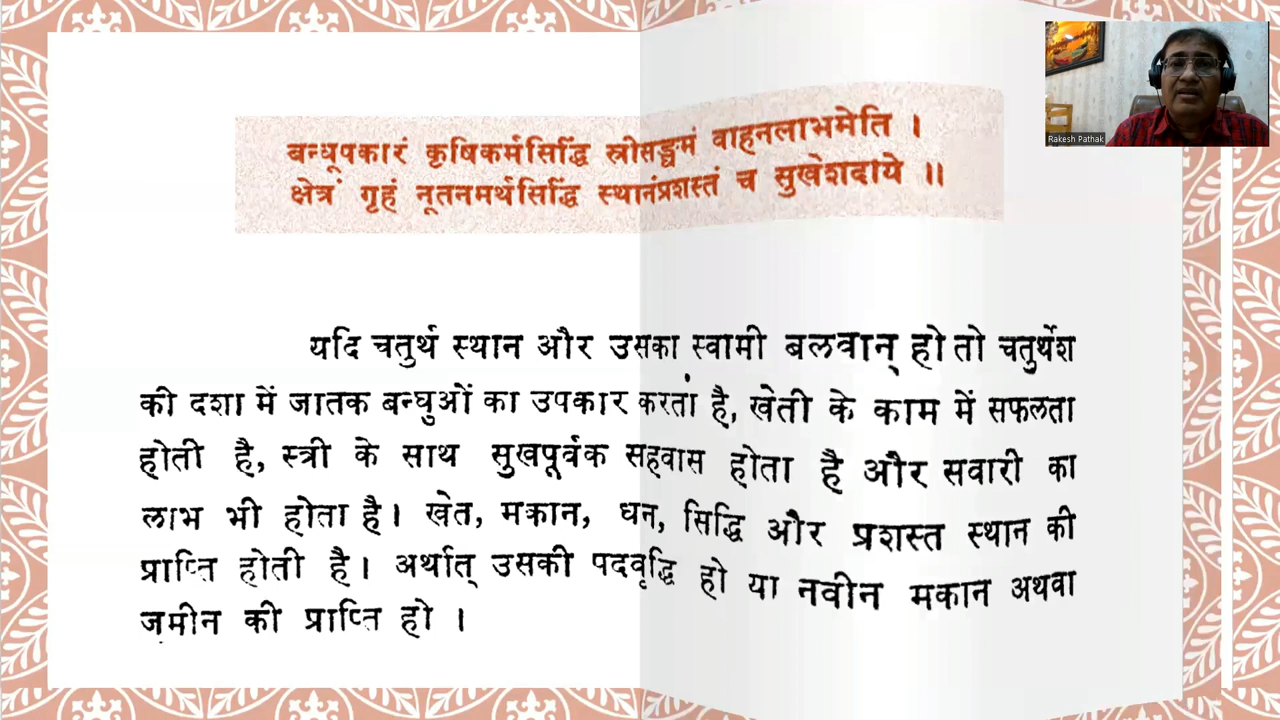 बन्धूपकारं कृषिकर्मसिद्धिं स्त्रीसङ्गमं वाहनलाभमेति ।
क्षेत्रं गृहं नूतनमर्थसिद्धिं स्थानंप्रशस्तं च सुखेशदाये ॥
Rakesh Pathak
यदि चतुर्थ स्थान और उसका स्वामी बलवान् हो तो चतुर्थेश
की दशा में जातक बन्धुओं का उपकार करतां है, खेती के काम में सफलता
होती है, स्त्री के साथ सुखपूर्वक सहवास होता है और सवारी का
लाभ भी होता है। खेत, मकान, धन, सिद्धि और प्रशस्त स्थान की
प्राप्ति होती है। अर्थात् उसकी पदवृद्धि हो या नवीन मकान अथवा
ज़मीन की प्राप्ति हो ।